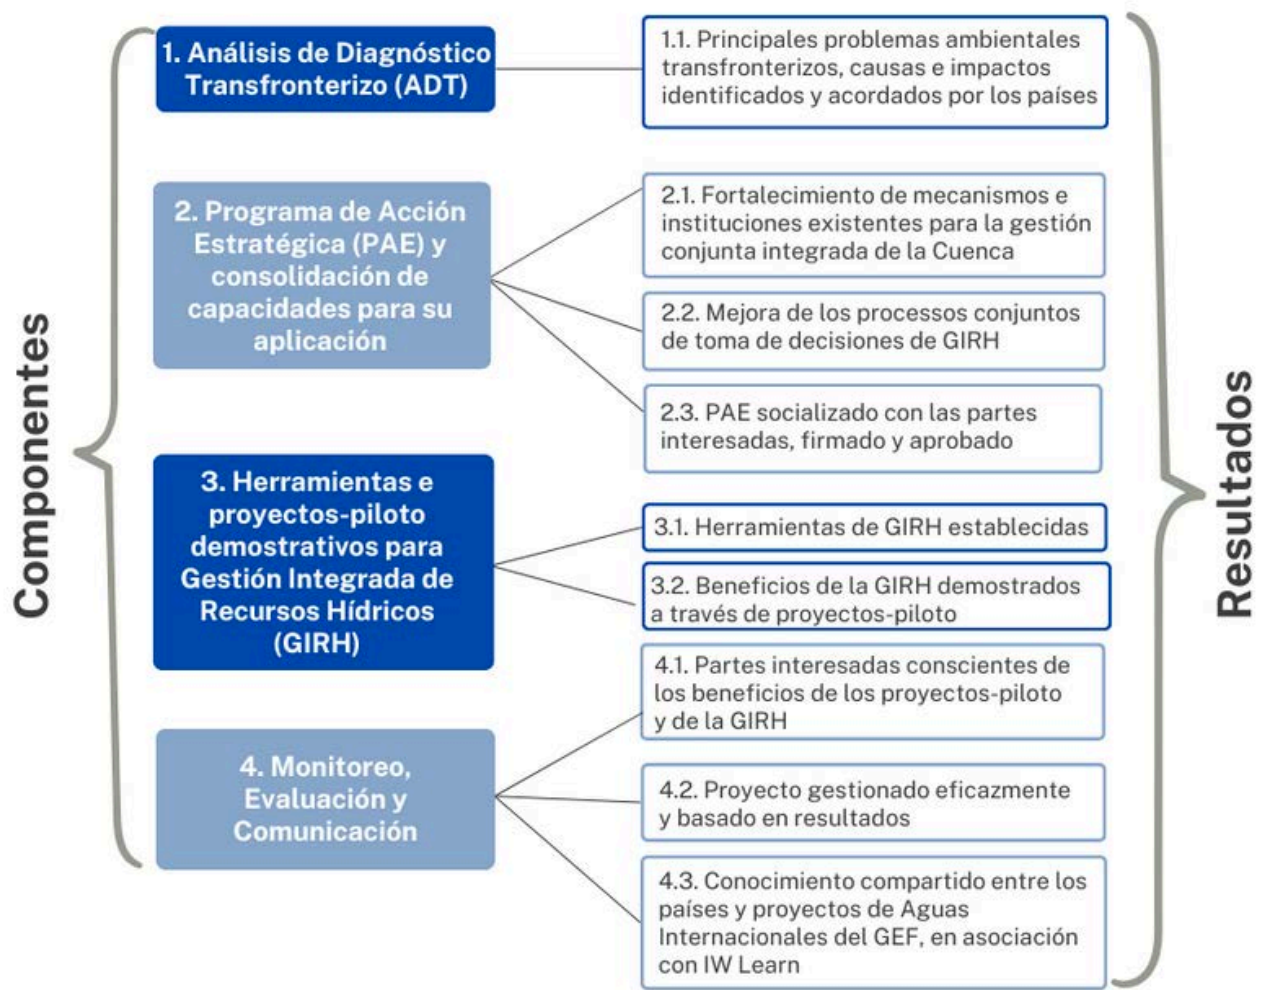 Componentes
1. Análisis de Diagnóstico
Transfronterizo (ADT)
1.1. Principales problemas ambientales
transfronterizos, causas e impactos
identificados y acordados por los países
2. Programa de Acción
Estratégica (PAE) y
consolidación de
capacidades para su
aplicación
2.1. Fortalecimiento de mecanismos e
instituciones existentes para la gestión
conjunta integrada de la Cuenca
2.2. Mejora de los processos conjuntos
de toma de decisiones de GIRH
2.3. PAE socializado con las partes
interesadas, firmado y aprobado
3. Herramientas e
proyectos-piloto
demostrativos para
Gestión Integrada de
Recursos Hídricos
(GIRH)
3.1. Herramientas de GIRH establecidas
3.2. Beneficios de la GIRH demostrados
a través de proyectos-piloto
4. Monitoreo,
Evaluación y
Comunicación
4.1. Partes interesadas conscientes de
los beneficios de los proyectos-piloto
y de la GIRH
4.2. Proyecto gestionado eficazmente
y basado en resultados
4.3. Conocimiento compartido entre los
países y proyectos de Aguas
Internacionales del GEF, en asociación
con IW Learn
Resultados